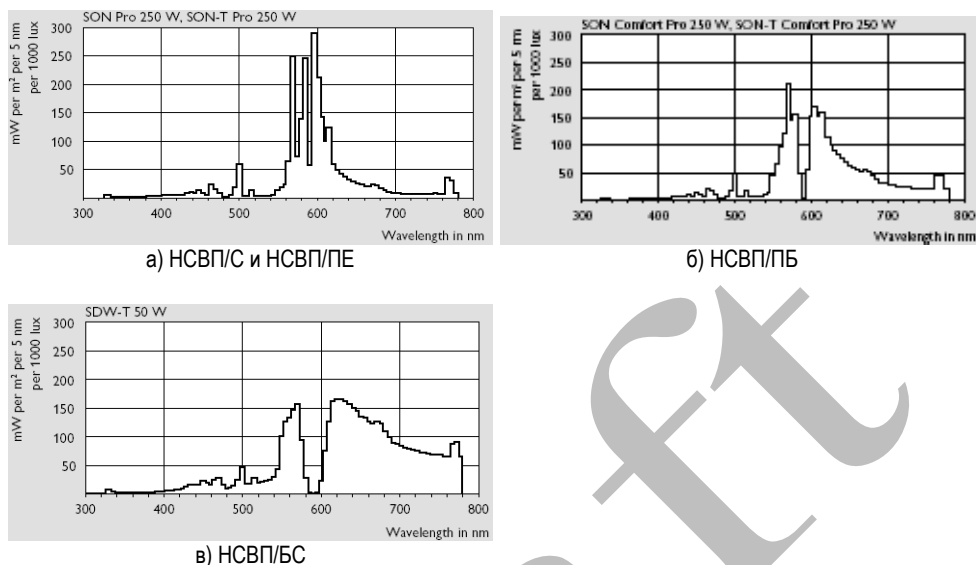 SON Pro 250 W, SON-T Pro 250 W
mW per m² per 5 nm
per 1000 lux
300
250
200
150
100
50
300 400 500 600 700 800
Wavelength in nm
а) НСВП/С и НСВП/ПЕ
SON Comfort Pro 250 W, SON-T Comfort Pro 250 W
mW per m² per 5 nm
per 1000 lux
300
250
200
150
100
50
300 400 500 600 700 800
Wavelength in nm
б) НСВП/ПБ
SDW-T 50 W
mW per m² per 5 nm
per 1000 lux
300
250
200
150
100
50
300 400 500 600 700 800
Wavelength in nm
в) НСВП/БС
ft